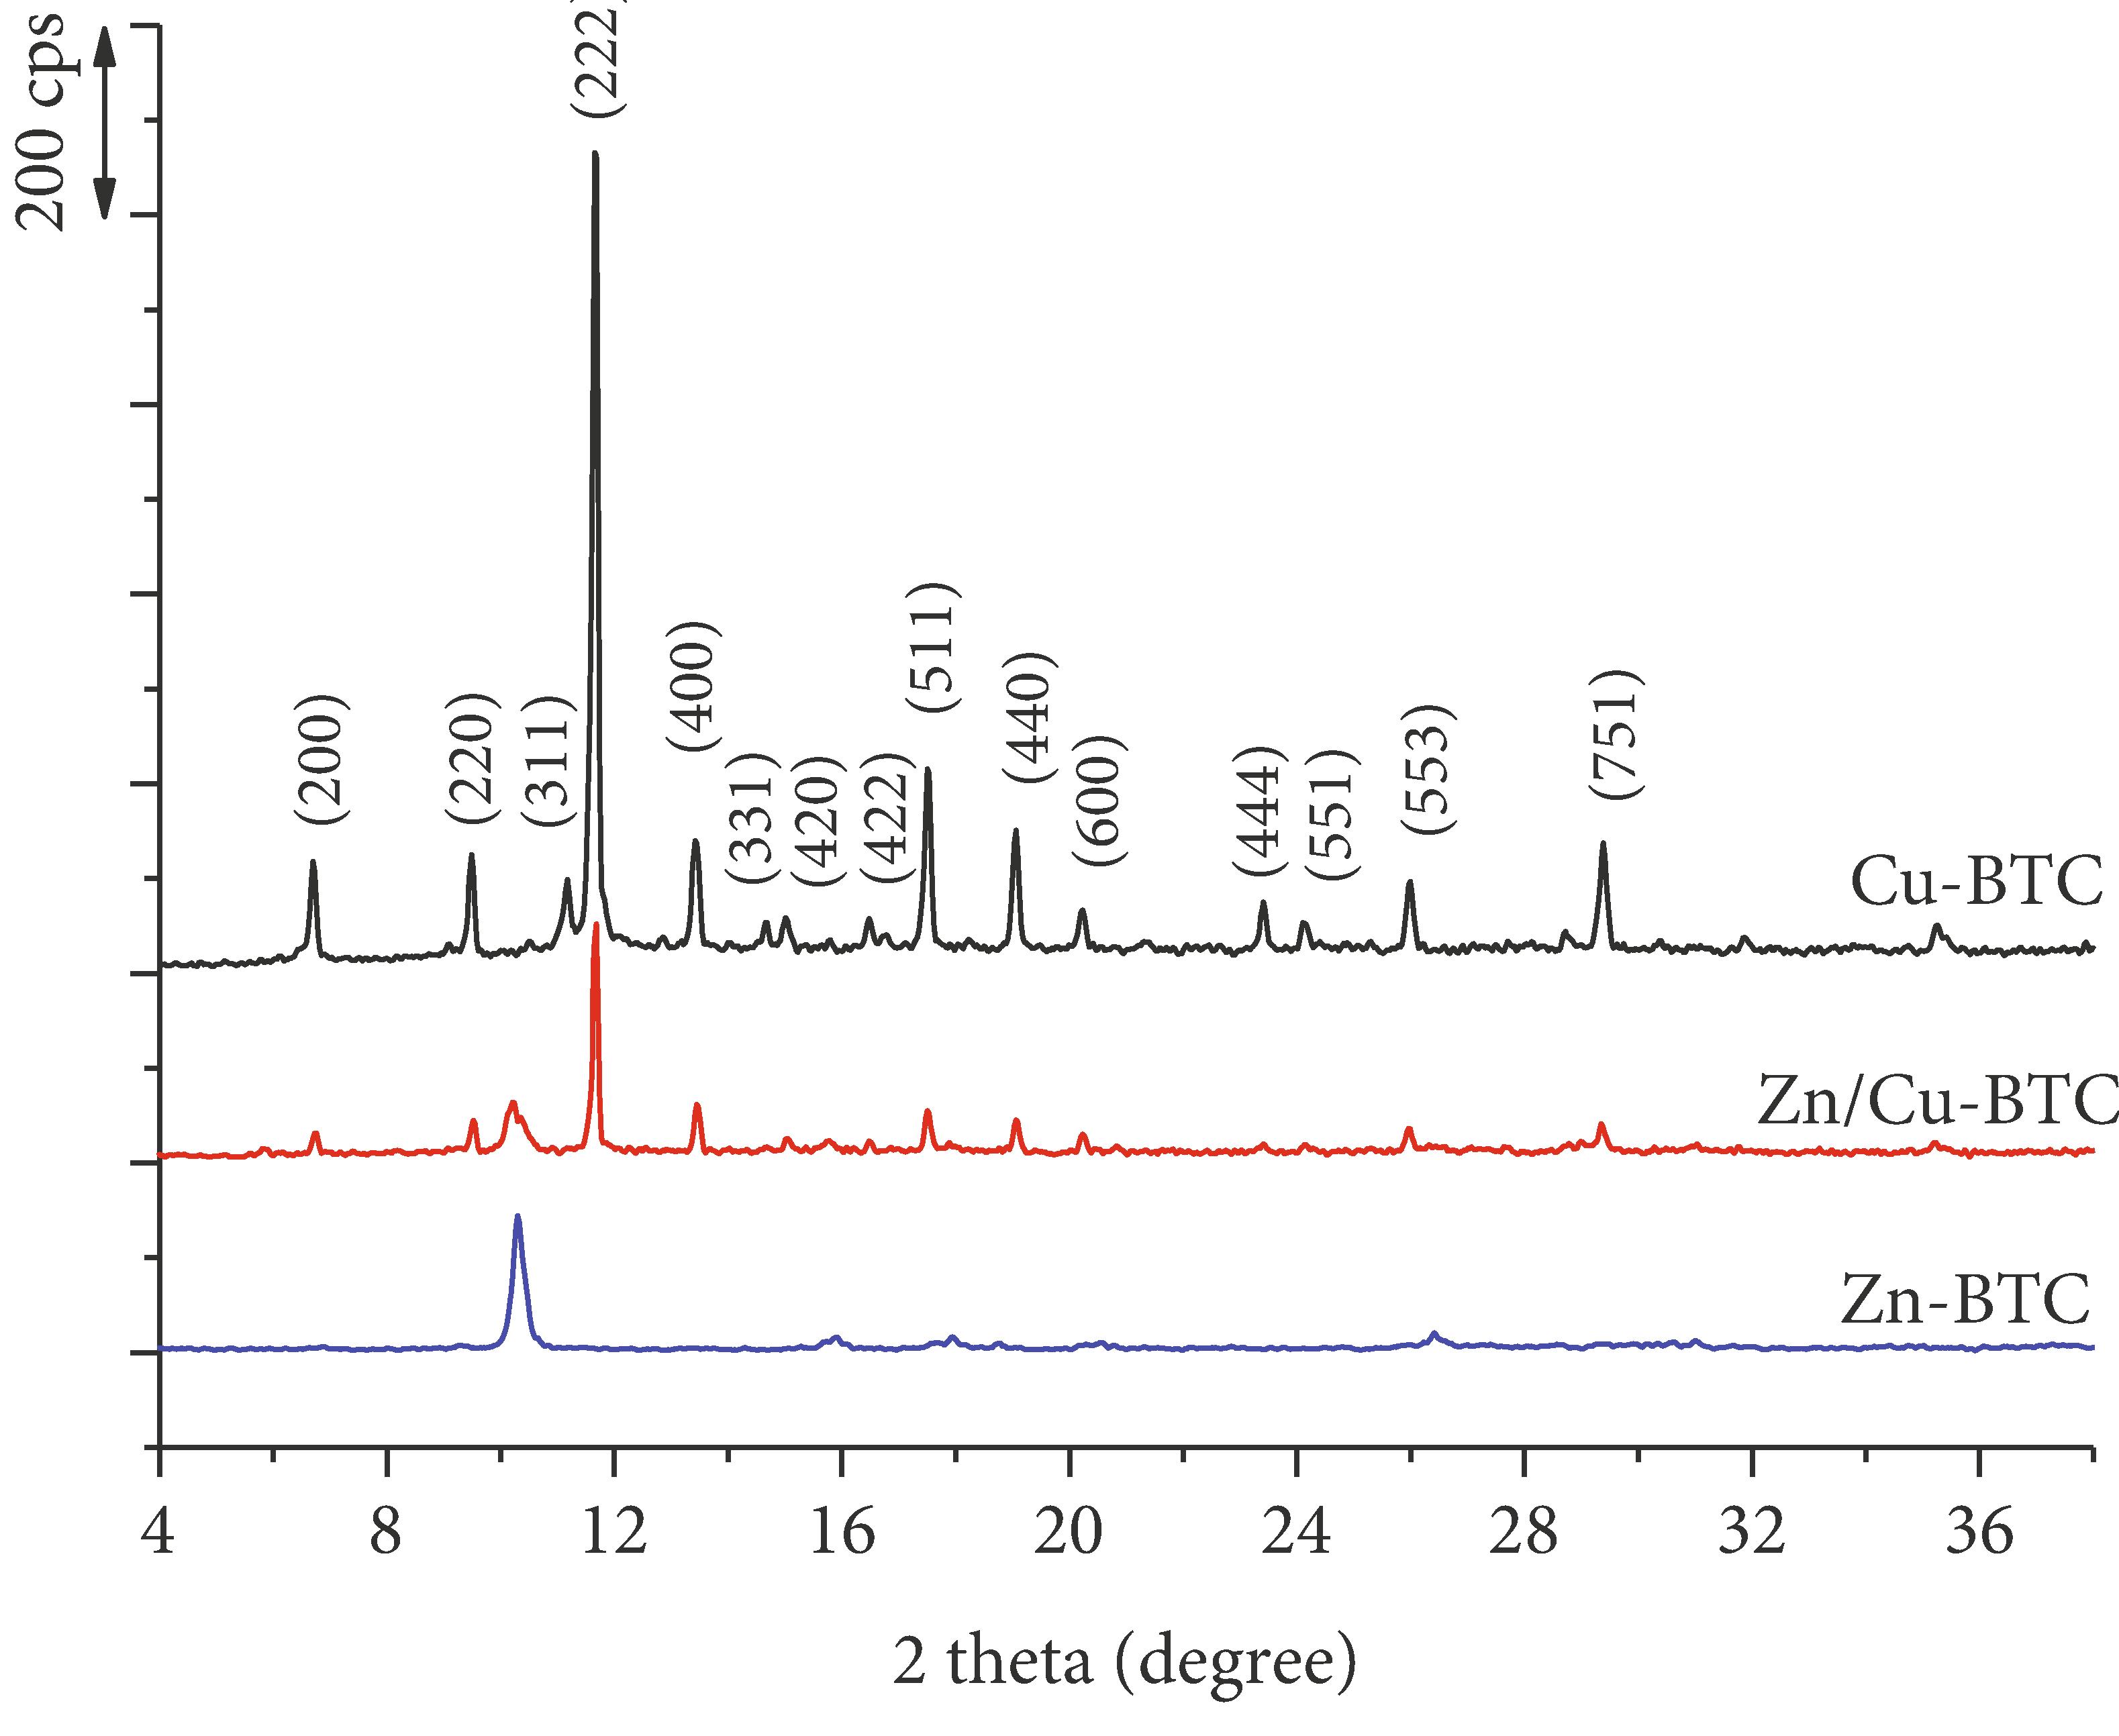 200 cps
(222)
(200)
(220)
(311)
(400)
(331)
(420)
(422)
(511)
(440)
(600)
(444)
(551)
(553)
(751)
Cu-BTC
Zn/Cu-BTC
Zn-BTC
4 8 12 16 20 24 28 32 36
2 theta (degree)